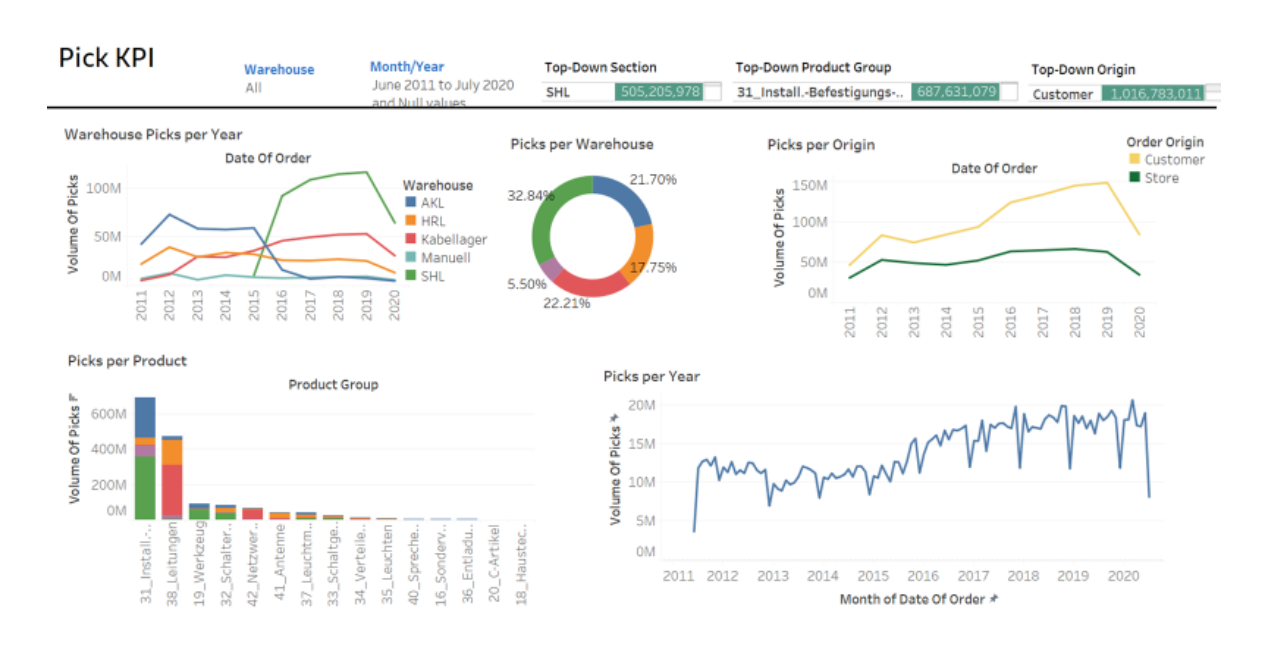 Pick KPI
Warehouse
All
Month/Year
June 2011 to July 2020
and Null values
Top-Down Section
SHL 505,205,978
Top-Down Product Group
31_Install.-Befestigungs-.. 687,631,079
Top-Down Origin
Customer 1,016,783,011
Warehouse Picks per Year
Date Of Order
Volume Of Picks
100M
50M
0M
2011 2012 2013 2014 2015 2016 2017 2018 2019 2020
Warehouse
AKL
HRL
Kabellager
Manuell
SHL
Picks per Warehouse
21.70%
32.84%
17.75%
5.50%
22.21%
Picks per Origin
Date Of Order
Volume Of Picks
150M
100M
50M
0M
2011 2012 2013 2014 2015 2016 2017 2018 2019 2020
Order Origin
Customer
Store
Picks per Product
Product Group
Volume Of Picks
600M
400M
200M
0M
31_Install.-..
38_Leitungen
19_Werkzeug
32_Schalter..
42_Netzwer..
41_Antenne
37_Leuchtm..
33_Schaltge..
34_Verteile..
35_Leuchten
40_Spreche..
16_Sonderv..
36_Entladu..
20_C-Artikel
18_Haustec..
Picks per Year
Volume Of Picks
20M
15M
10M
5M
0M
2011 2012 2013 2014 2015 2016 2017 2018 2019 2020
Month of Date Of Order